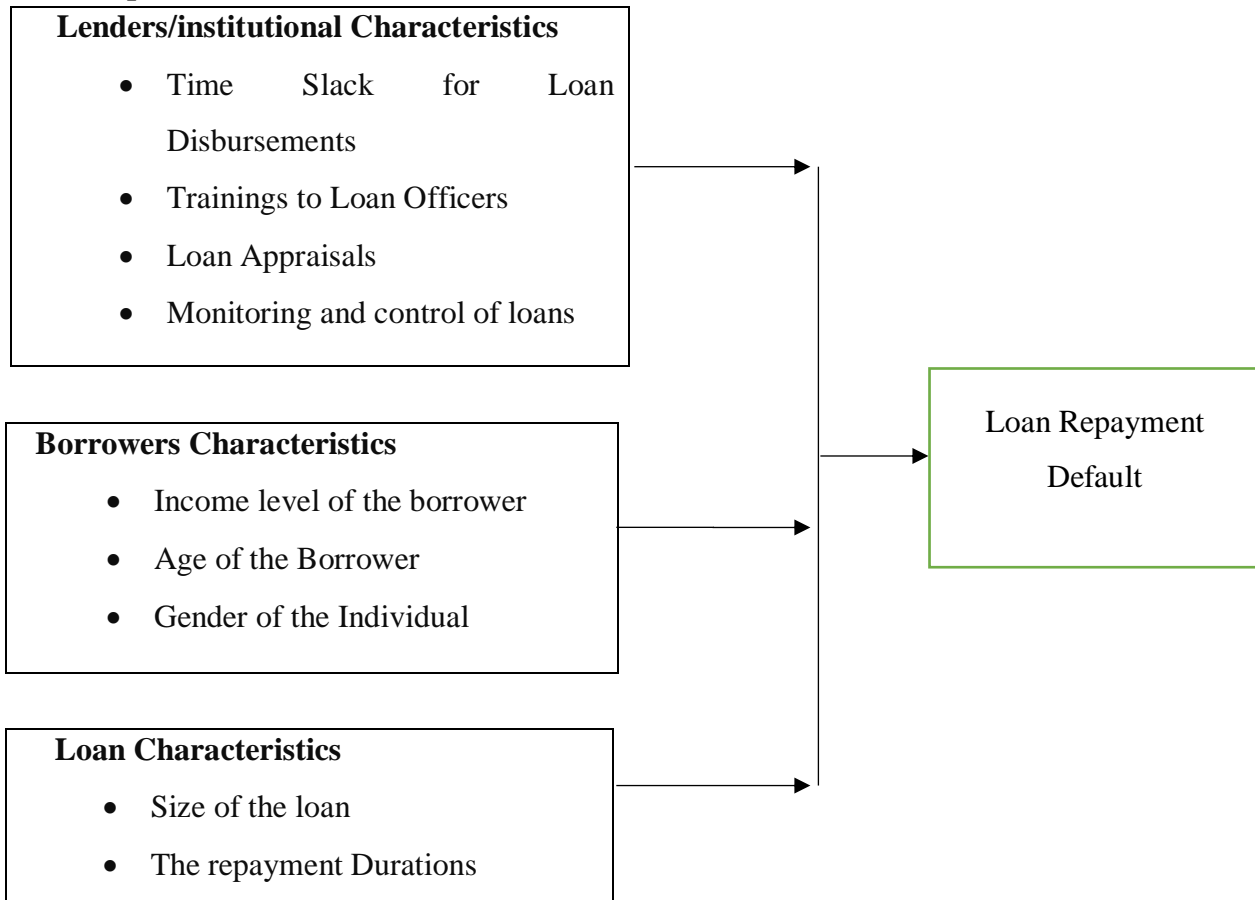 Lenders/institutional Characteristics
• Time Slack for Loan
Disbursements
• Trainings to Loan Officers
• Loan Appraisals
• Monitoring and control of loans
Borrowers Characteristics
• Income level of the borrower
• Age of the Borrower
• Gender of the Individual
Loan Characteristics
• Size of the loan
• The repayment Durations
Loan Repayment
Default